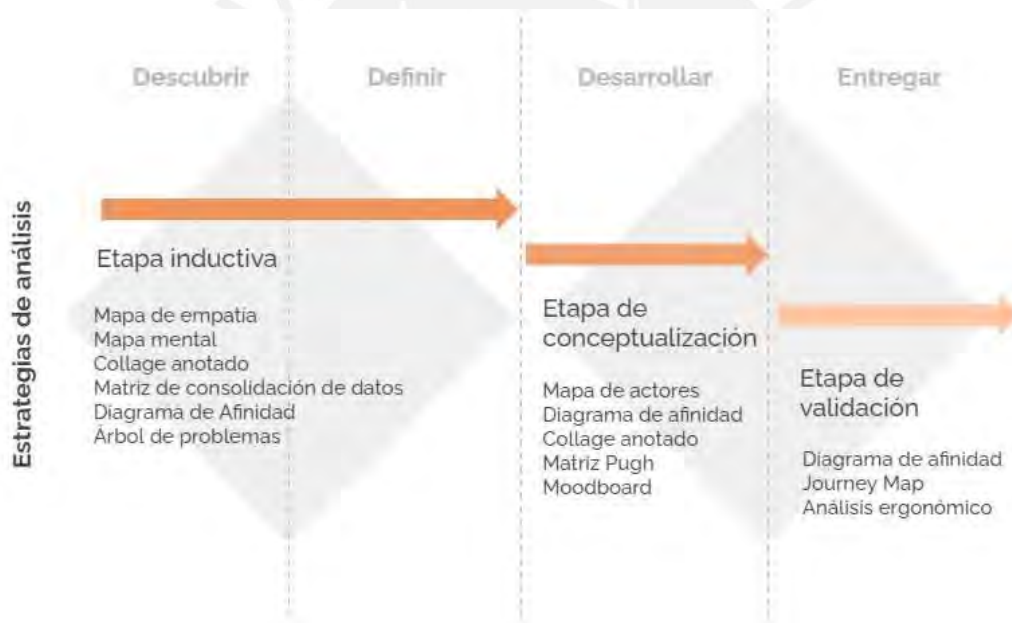 Descubrir
Definir
Desarrollar
Entregar
Estrategias de análisis
Etapa inductiva
Mapa de empatía
Mapa mental
Collage anotado
Matriz de consolidación de datos
Diagrama de Afinidad
Árbol de problemas
Etapa de
conceptualización
Mapa de actores
Diagrama de afinidad
Collage anotado
Matriz Pugh
Moodboard
Etapa de
validación
Diagrama de afinidad
Journey Map
Análisis ergonómico